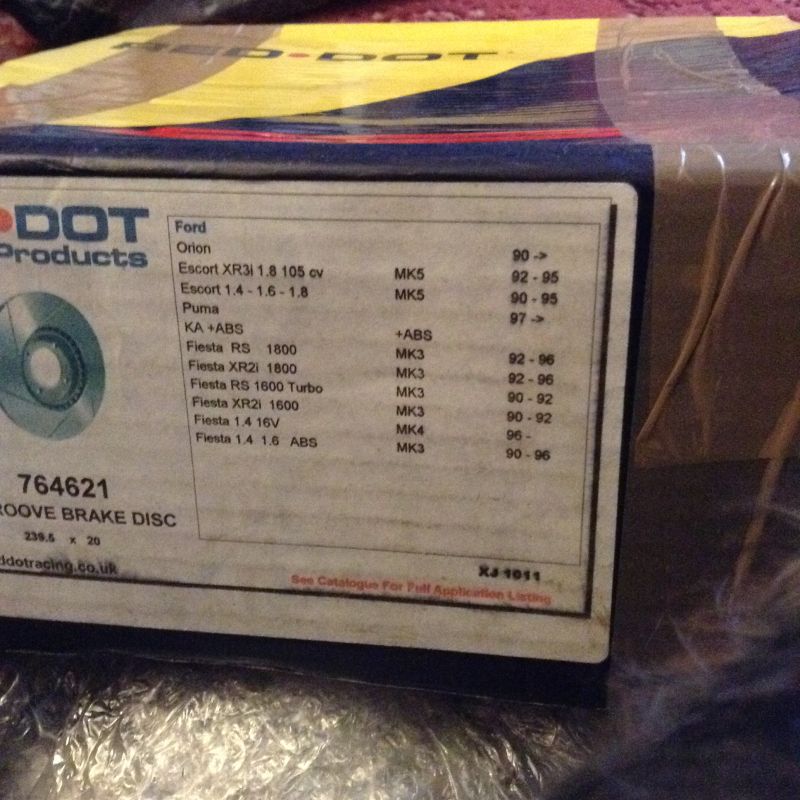 RED DOT
DOT
Products
Ford
Orion 90 ->
Escort XR3i 1.8 105 cv MK5 92 - 95
Escort 1.4 - 1.6 - 1.8 MK5 90 - 95
Puma 97 ->
KA +ABS +ABS
Fiesta RS 1800 MK3 92 - 96
Fiesta XR2i 1800 MK3 92 - 96
Fiesta RS 1600 Turbo MK3 90 - 92
Fiesta XR2i 1600 MK3 90 - 92
Fiesta 1.4 16V MK4 96 -
Fiesta 1.4 1.6 ABS MK3 90 - 96
764621
ROOVE BRAKE DISC
239.5 x 20
ddotracing.co.uk
XJ 1011
See Catalogue For Full Application Listing